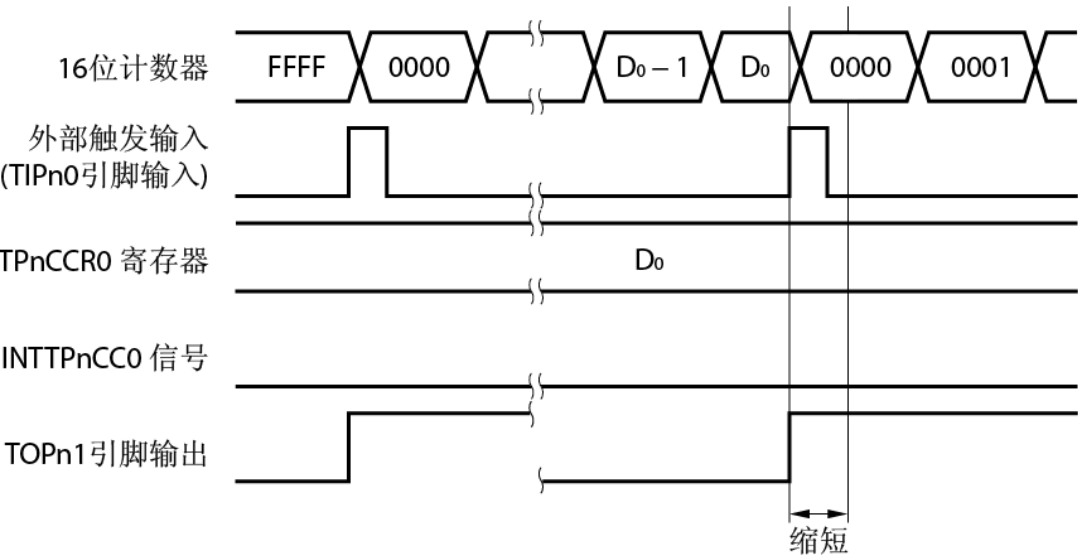 16位计数器
FFFF
0000
D₀ – 1
D₀
0000
0001
外部触发输入
(TIPn0引脚输入)
TPnCCR0 寄存器
D₀
INTTPnCC0 信号
TOPn1引脚输出
缩短